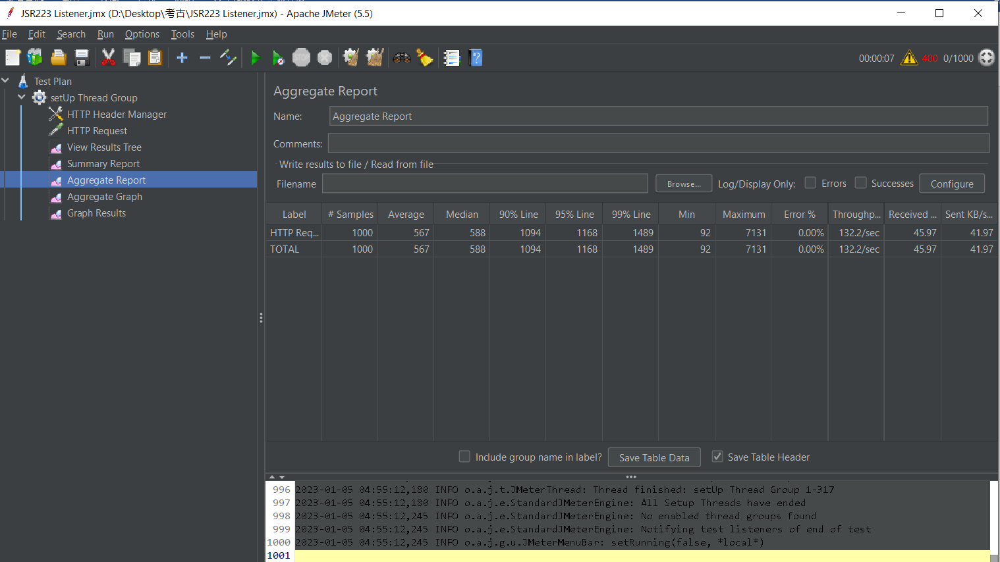 JSR223 Listener.jmx (D:\Desktop\考古\JSR223 Listener.jmx) - Apache JMeter (5.5)
File Edit Search Run Options Tools Help
STOP
00:00:07 400 0/1000
Test Plan
setUp Thread Group
HTTP Header Manager
HTTP Request
View Results Tree
Summary Report
Aggregate Report
Aggregate Graph
Graph Results
Aggregate Report
Name: Aggregate Report
Comments:
Write results to file / Read from file
Filename Browse... Log/Display Only: Errors Successes Configure
Label # Samples Average Median 90% Line 95% Line 99% Line Min Maximum Error % Throughp... Received ... Sent KB/s...
HTTP Req... 1000 567 588 1094 1168 1489 92 7131 0.00% 132.2/sec 45.97 41.97
TOTAL 1000 567 588 1094 1168 1489 92 7131 0.00% 132.2/sec 45.97 41.97
Include group name in label? Save Table Data Save Table Header
996 2023-01-05 04:55:12,180 INFO o.a.j.t.JMeterThread: Thread finished: setUp Thread Group 1-317
997 2023-01-05 04:55:12,180 INFO o.a.j.e.StandardJMeterEngine: All Setup Threads have ended
998 2023-01-05 04:55:12,245 INFO o.a.j.e.StandardJMeterEngine: No enabled thread groups found
999 2023-01-05 04:55:12,245 INFO o.a.j.e.StandardJMeterEngine: Notifying test listeners of end of test
1000 2023-01-05 04:55:12,245 INFO o.a.j.g.u.JMeterMenuBar: setRunning(false, *local*)
1001